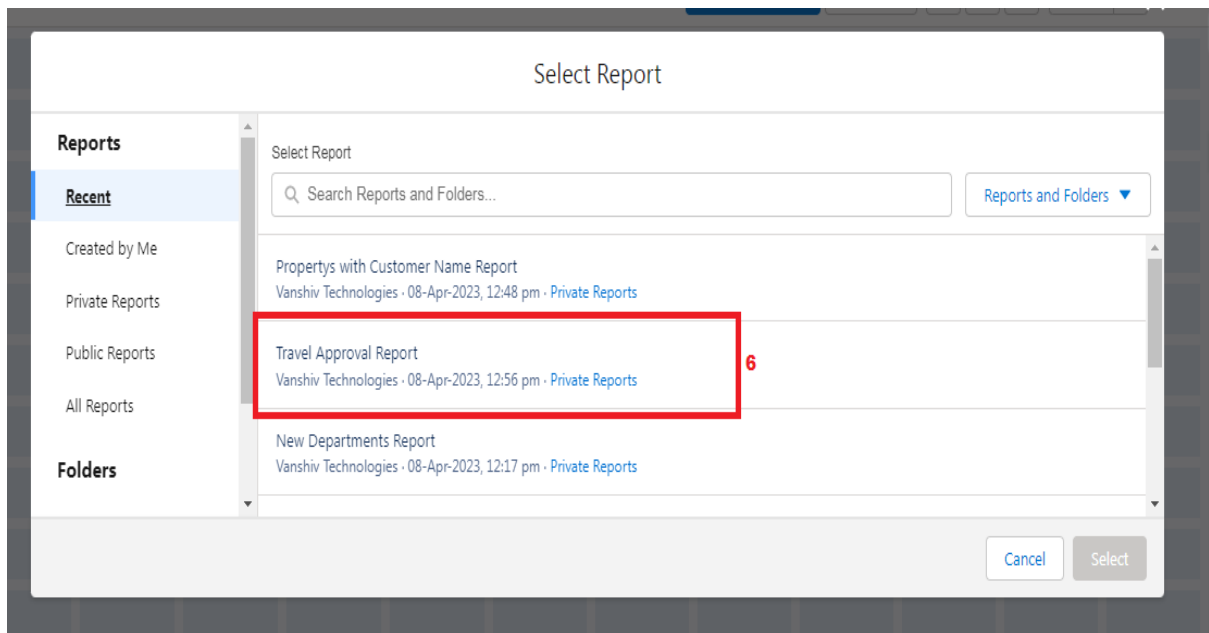 Select Report
Reports
Recent
Created by Me
Private Reports
Public Reports
All Reports
Folders
Select Report
Search Reports and Folders...
Reports and Folders
Propertys with Customer Name Report
Vanshiv Technologies · 08-Apr-2023, 12:48 pm · Private Reports
Travel Approval Report
Vanshiv Technologies · 08-Apr-2023, 12:56 pm · Private Reports
6
New Departments Report
Vanshiv Technologies · 08-Apr-2023, 12:17 pm · Private Reports
Cancel
Select